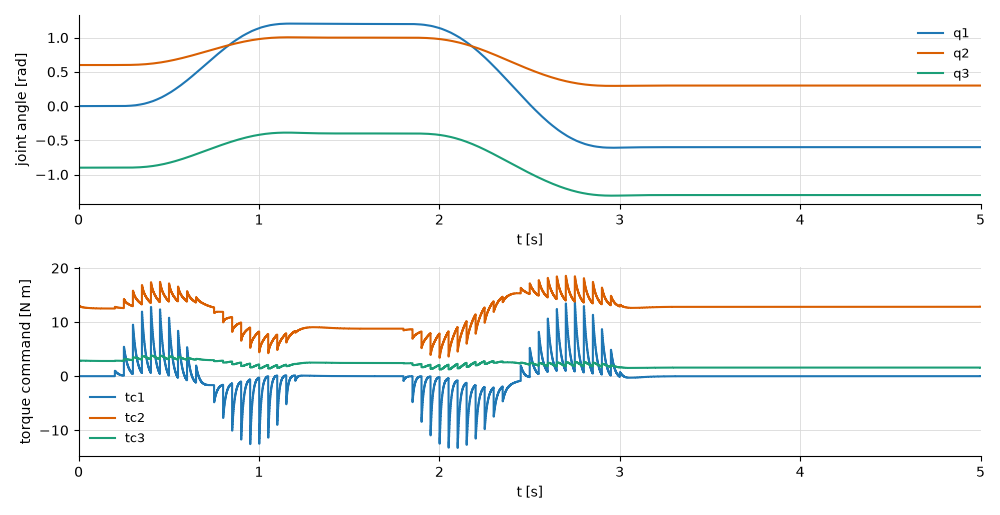 joint angle [rad]
1.0
0.5
0.0
−0.5
−1.0
q1
q2
q3
0 1 2 3 4 5
t [s]
torque command [N m]
20
10
0
−10
tc1
tc2
tc3
0 1 2 3 4 5
t [s]